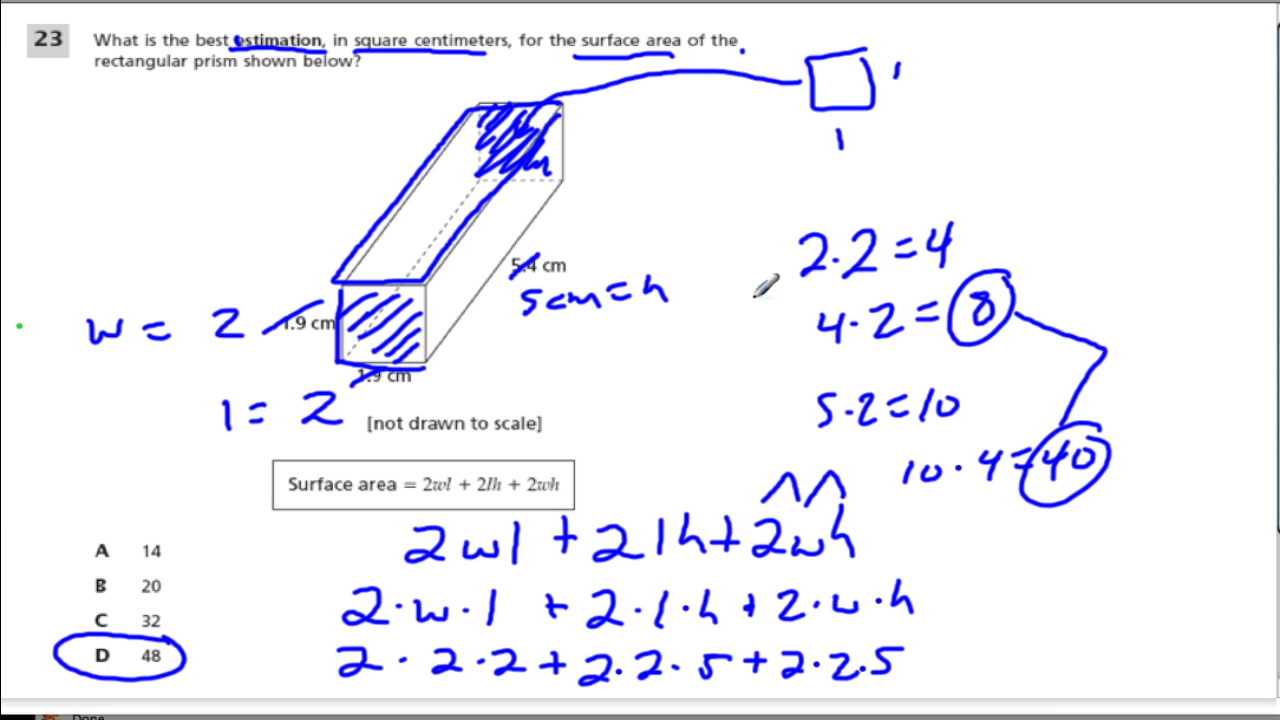 23 What is the best estimation, in square centimeters, for the surface area of the
rectangular prism shown below?
1
1
2·2=4
5.4 cm
5cm=h
w = 2 1.9 cm
4·2=8
1.9 cm
l = 2
5·2=10
[not drawn to scale]
10·4=40
Surface area = 2wl + 2lh + 2wh
2wl + 2lh + 2wh
A 14
B 20
2·w·l + 2·l·h + 2·w·h
C 32
D 48
2·2·2+2·2·5+2·2·5
Done